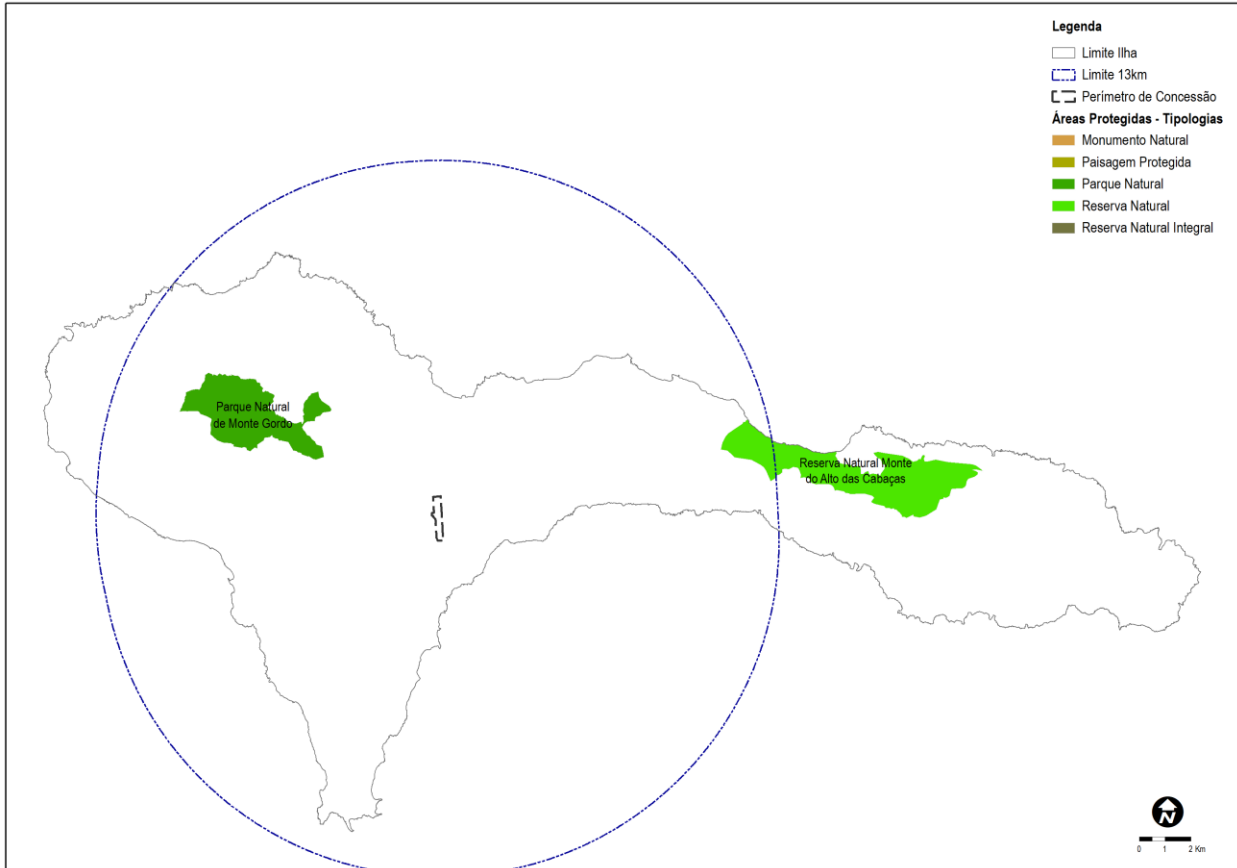 Legenda
Limite Ilha
Limite 13km
Perímetro de Concessão
Áreas Protegidas - Tipologias
Monumento Natural
Paisagem Protegida
Parque Natural
Reserva Natural
Reserva Natural Integral
Parque Natural
de Monte Gordo
Reserva Natural Monte
do Alto das Cabaças
N
0 1 2 Km